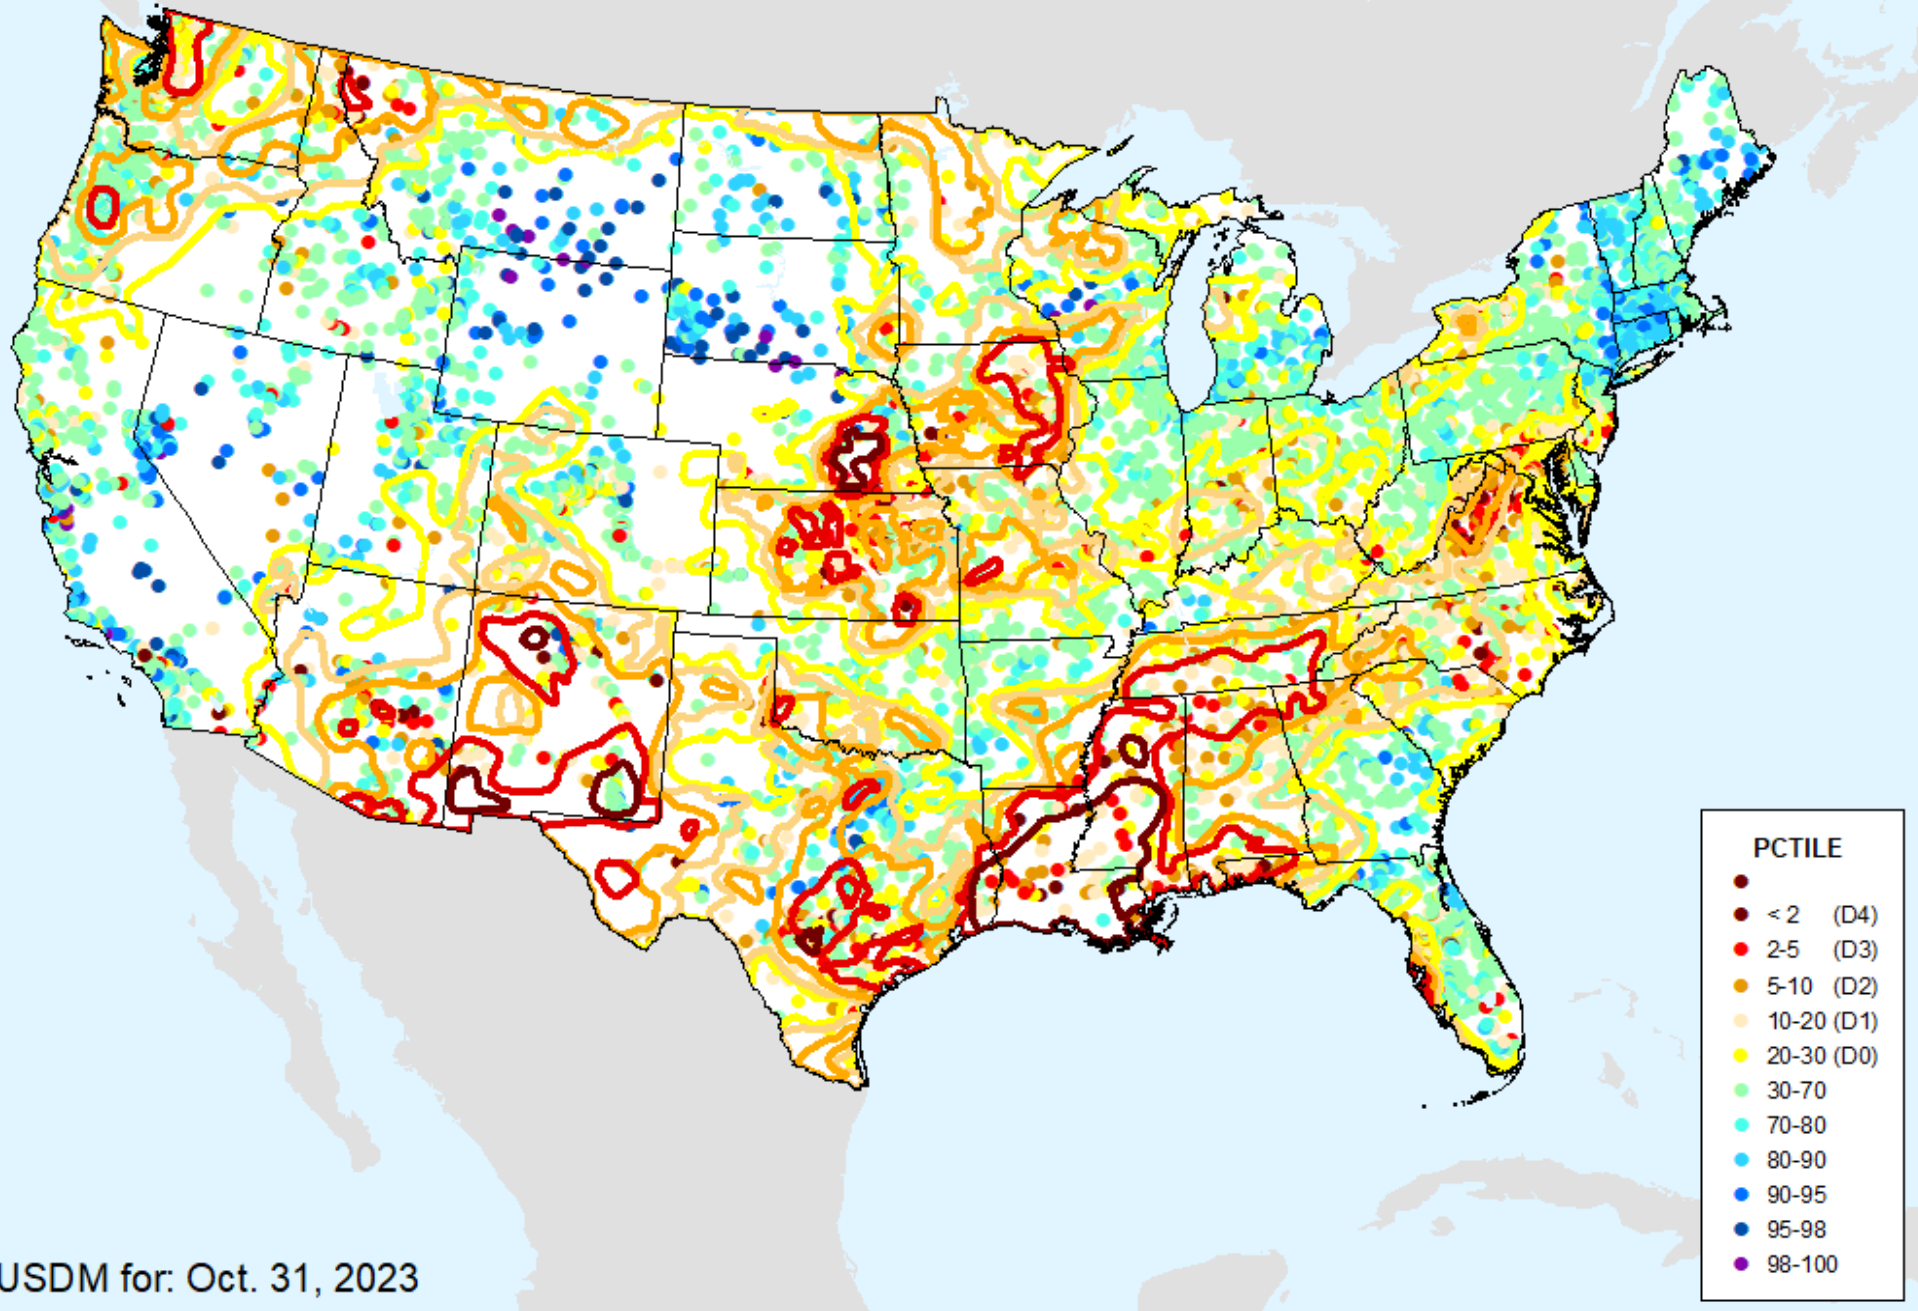 PCTILE
< 2 (D4)
2-5 (D3)
5-10 (D2)
10-20 (D1)
20-30 (D0)
30-70
70-80
80-90
90-95
95-98
98-100
USDM for: Oct. 31, 2023